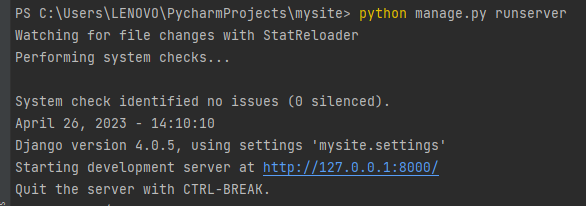 PS C:\Users\LENOVO\PycharmProjects\mysite> python manage.py runserver
Watching for file changes with StatReloader
Performing system checks...
System check identified no issues (0 silenced).
April 26, 2023 - 14:10:10
Django version 4.0.5, using settings 'mysite.settings'
Starting development server at http://127.0.0.1:8000/
Quit the server with CTRL-BREAK.